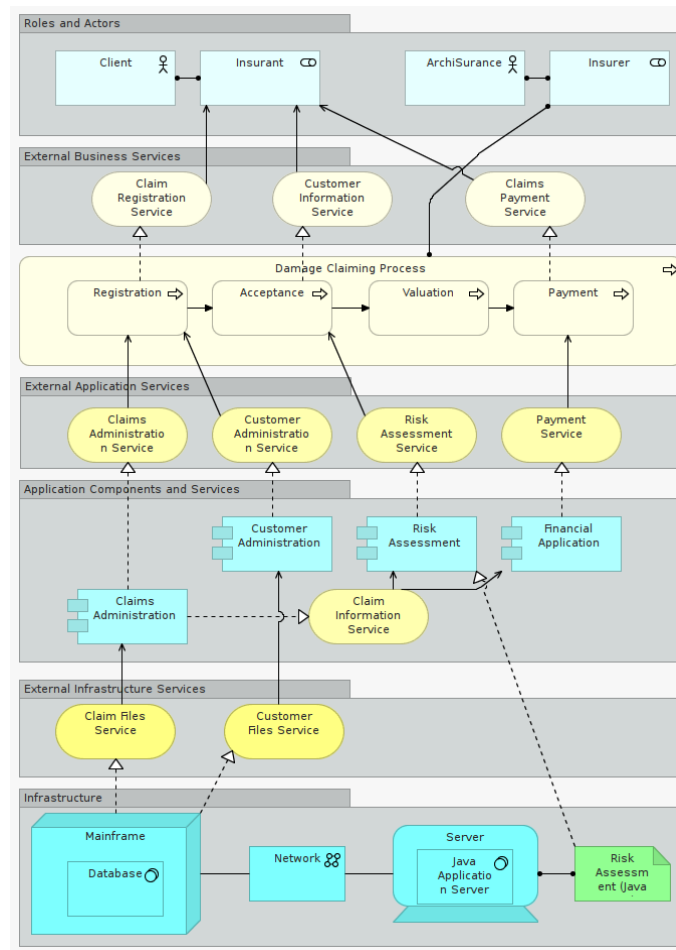 Roles and Actors
Client
Insurant
ArchiSurance
Insurer
External Business Services
Claim
Registration
Service
Customer
Information
Service
Claims
Payment
Service
Damage Claiming Process
Registration
Acceptance
Valuation
Payment
External Application Services
Claims
Administratio
n Service
Customer
Administratio
n Service
Risk
Assessment
Service
Payment
Service
Application Components and Services
Customer
Administration
Risk
Assessment
Financial
Application
Claims
Administration
Claim
Information
Service
External Infrastructure Services
Claim Files
Service
Customer
Files Service
Infrastructure
Mainframe
Database
Network
Server
Java
Applicatio
n Server
Risk
Assessm
ent (Java